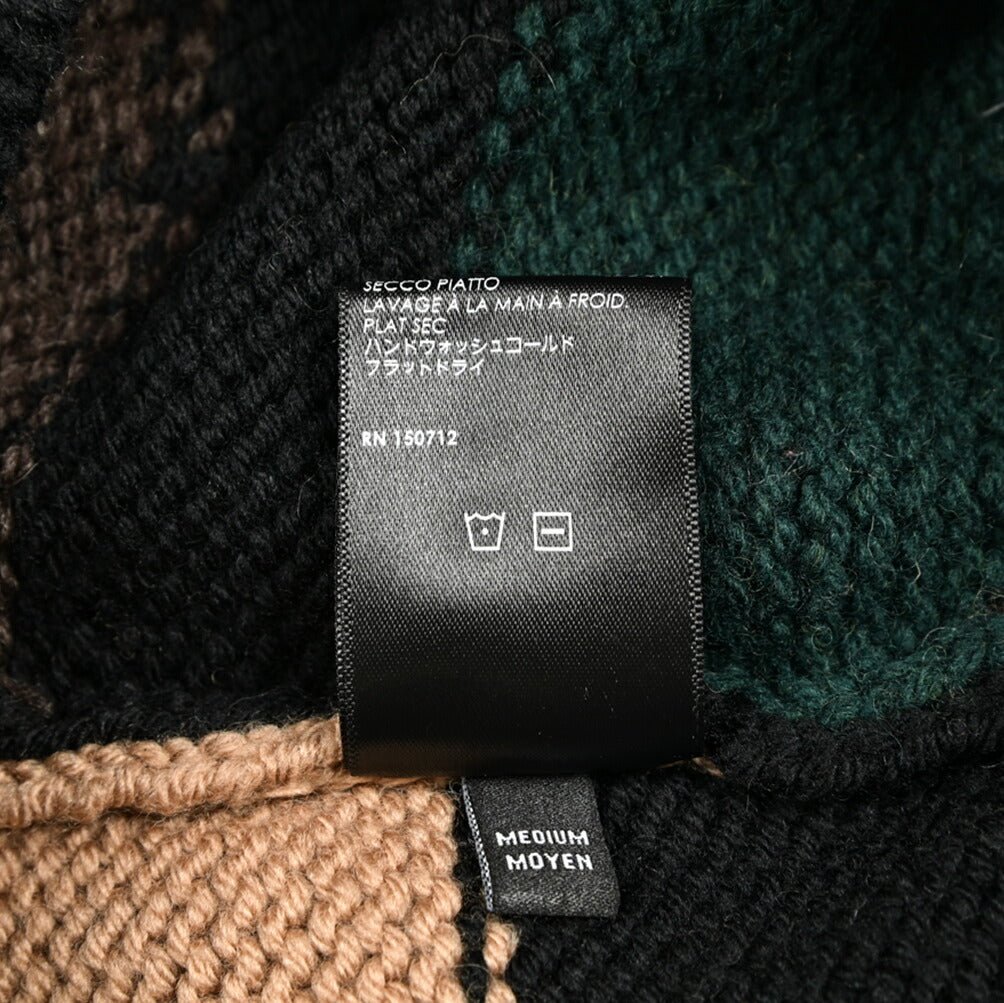 SECCO PIATTO
LAVAGE À LA MAIN À FROID,
PLAT SEC
ハンドウォッシュコールド
フラットドライ
RN 150712
MEDIUM
MOYEN